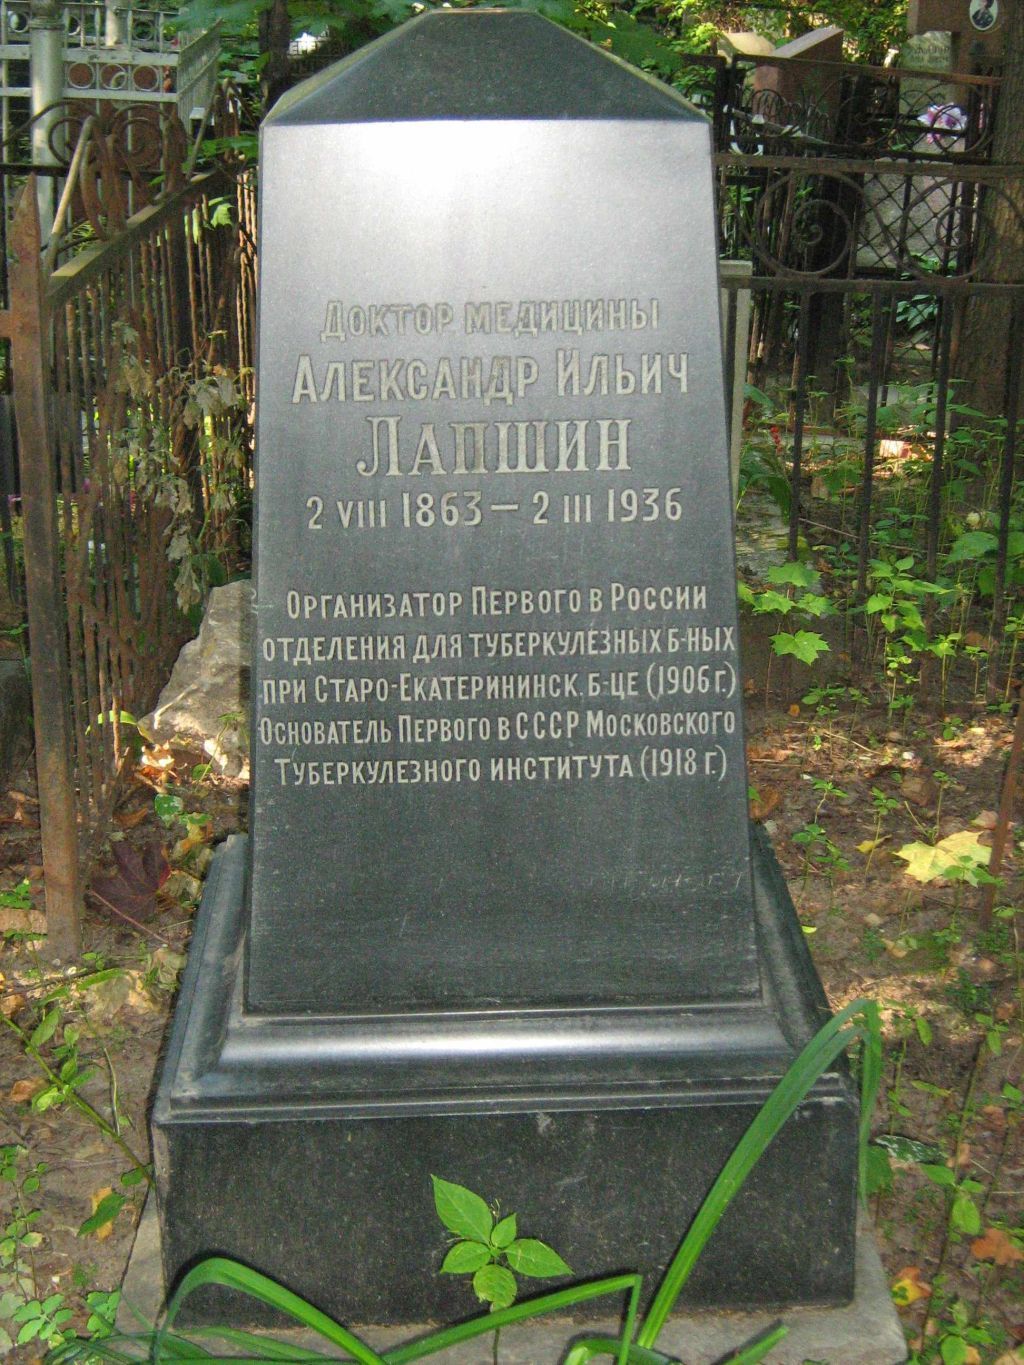 Доктор медицины
Александр Ильич
Лапшин
2 VIII 1863 – 2 III 1936
Организатор Первого в России
отделения для туберкулезных б-ных
при Старо-Екатерининск. б-це (1906 г.)
Основатель Первого в СССР Московского
Туберкулезного института (1918 г.)